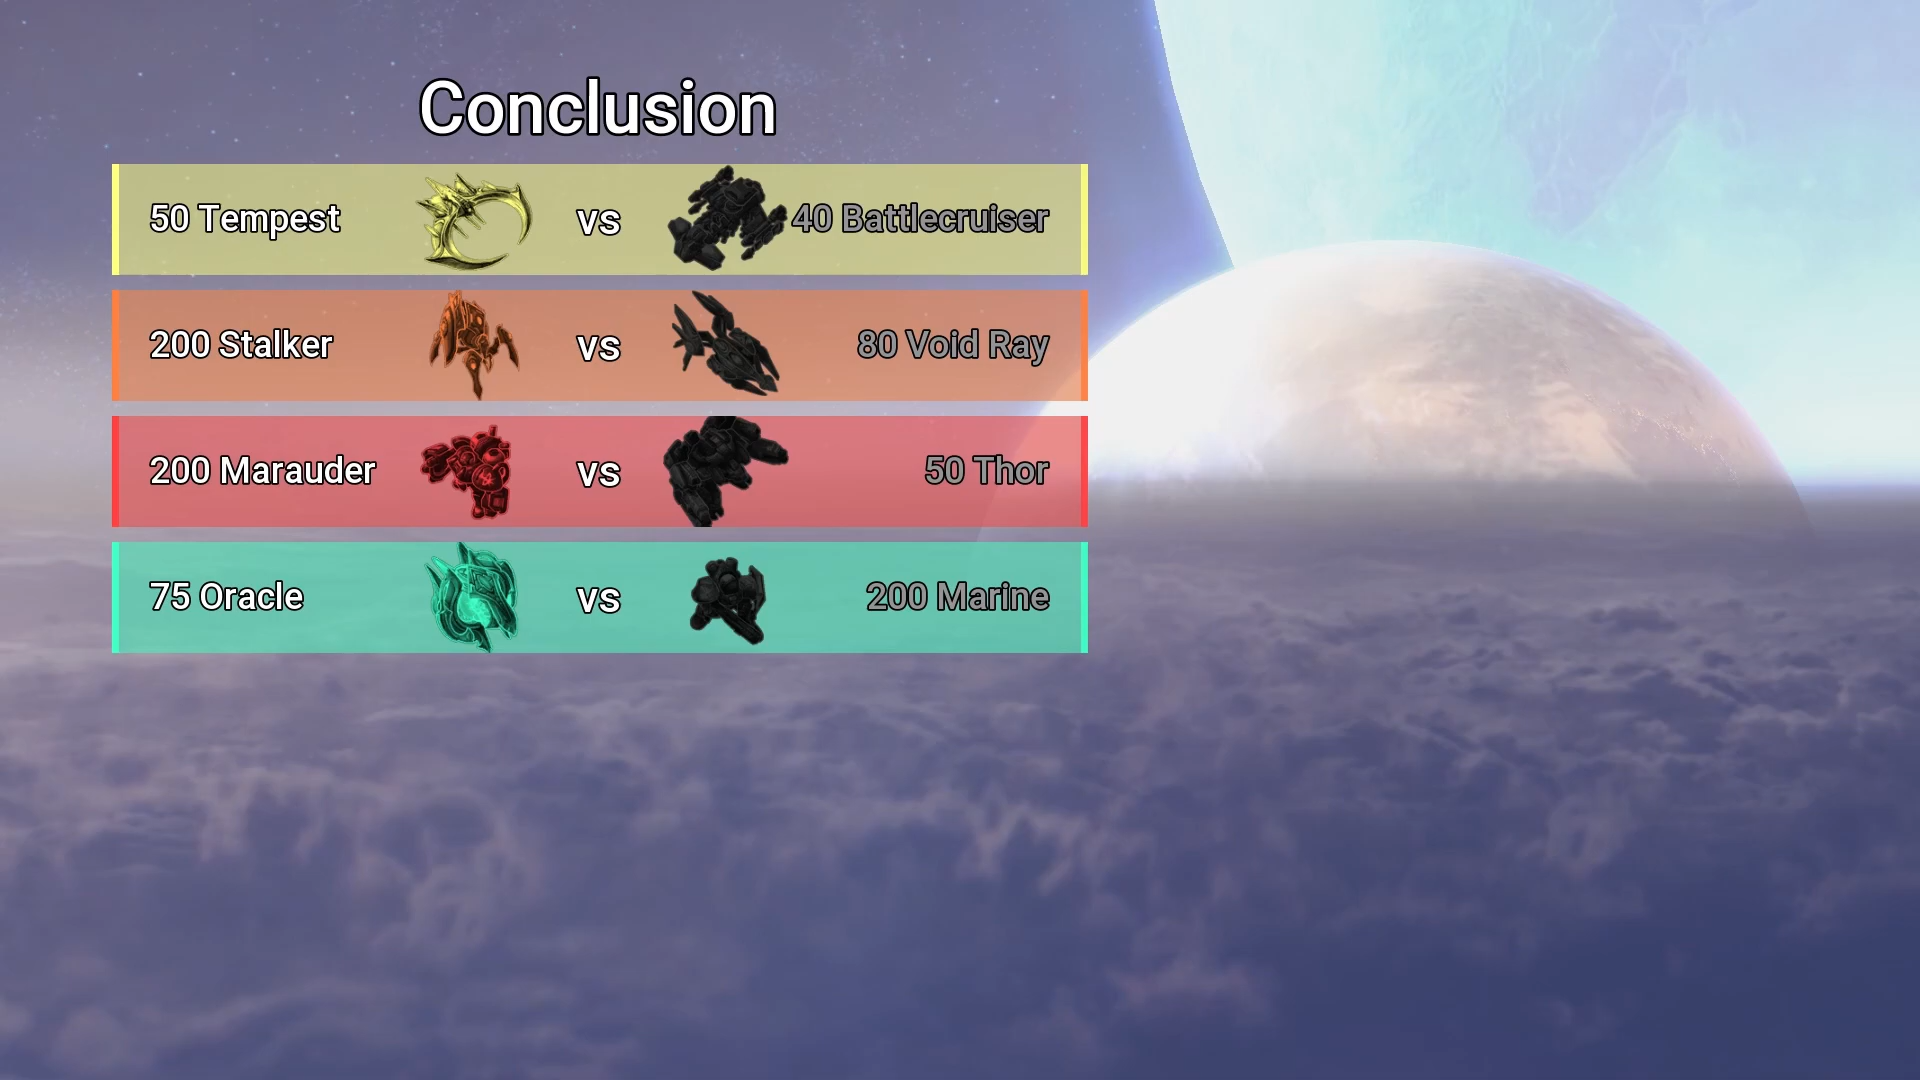 Conclusion
50 Tempest vs 40 Battlecruiser
200 Stalker vs 80 Void Ray
200 Marauder vs 50 Thor
75 Oracle vs 200 Marine